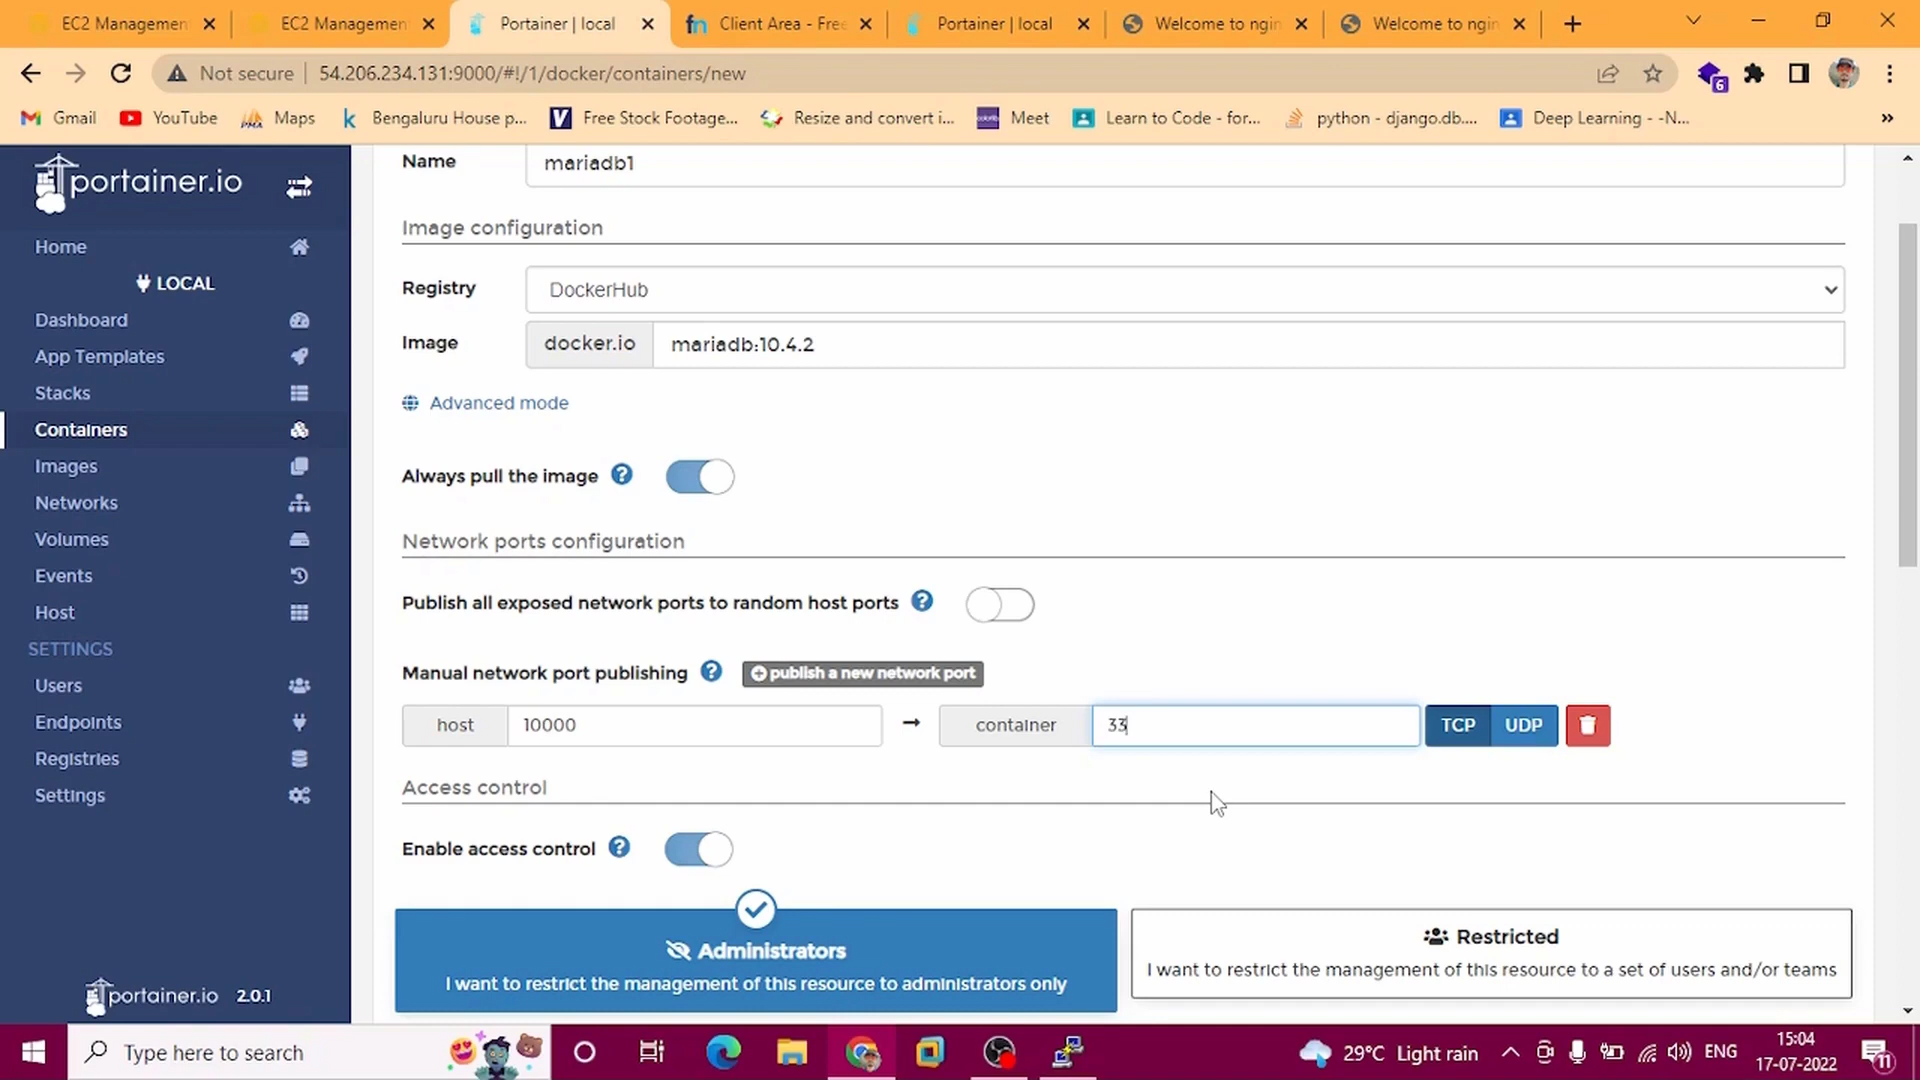 EC2 Management
EC2 Management
Portainer | local
Client Area - Free
Portainer | local
Welcome to ngin
Welcome to ngin
Not secure
54.206.234.131:9000/#!/1/docker/containers/new
6
Gmail
YouTube
Maps
Bengaluru House p...
Free Stock Footage...
Resize and convert i...
Meet
Learn to Code - for...
python - django.db....
Deep Learning - -N...
»
portainer.io
Home
LOCAL
Dashboard
App Templates
Stacks
Containers
Images
Networks
Volumes
Events
Host
SETTINGS
Users
Endpoints
Registries
Settings
portainer.io 2.0.1
Name
mariadb1
Image configuration
Registry
DockerHub
Image
docker.io
mariadb:10.4.2
Advanced mode
Always pull the image
Network ports configuration
Publish all exposed network ports to random host ports
Manual network port publishing
publish a new network port
host
10000
container
33
TCP
UDP
Access control
Enable access control
Administrators
I want to restrict the management of this resource to administrators only
Restricted
I want to restrict the management of this resource to a set of users and/or teams
Type here to search
29°C Light rain
ENG
15:04
17-07-2022
11